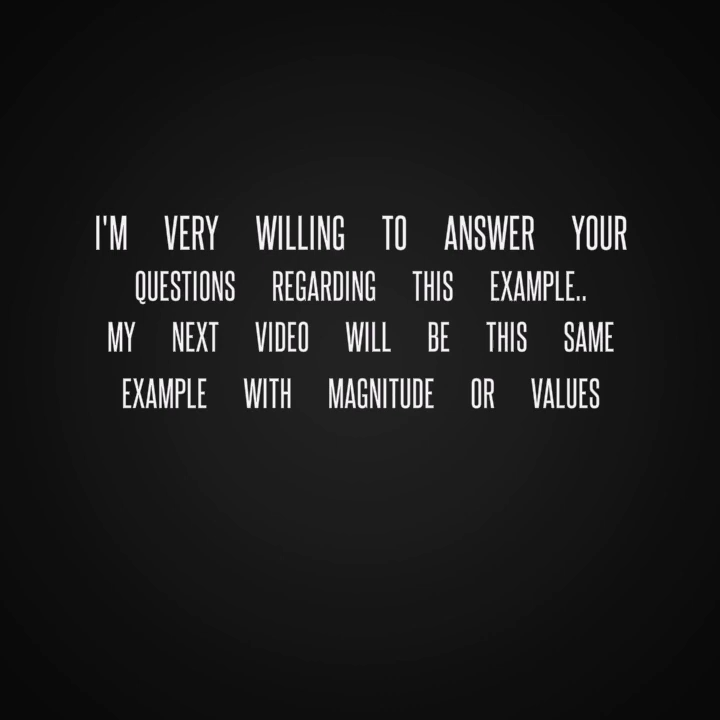 I'M VERY WILLING TO ANSWER YOUR
QUESTIONS REGARDING THIS EXAMPLE..
MY NEXT VIDEO WILL BE THIS SAME
EXAMPLE WITH MAGNITUDE OR VALUES